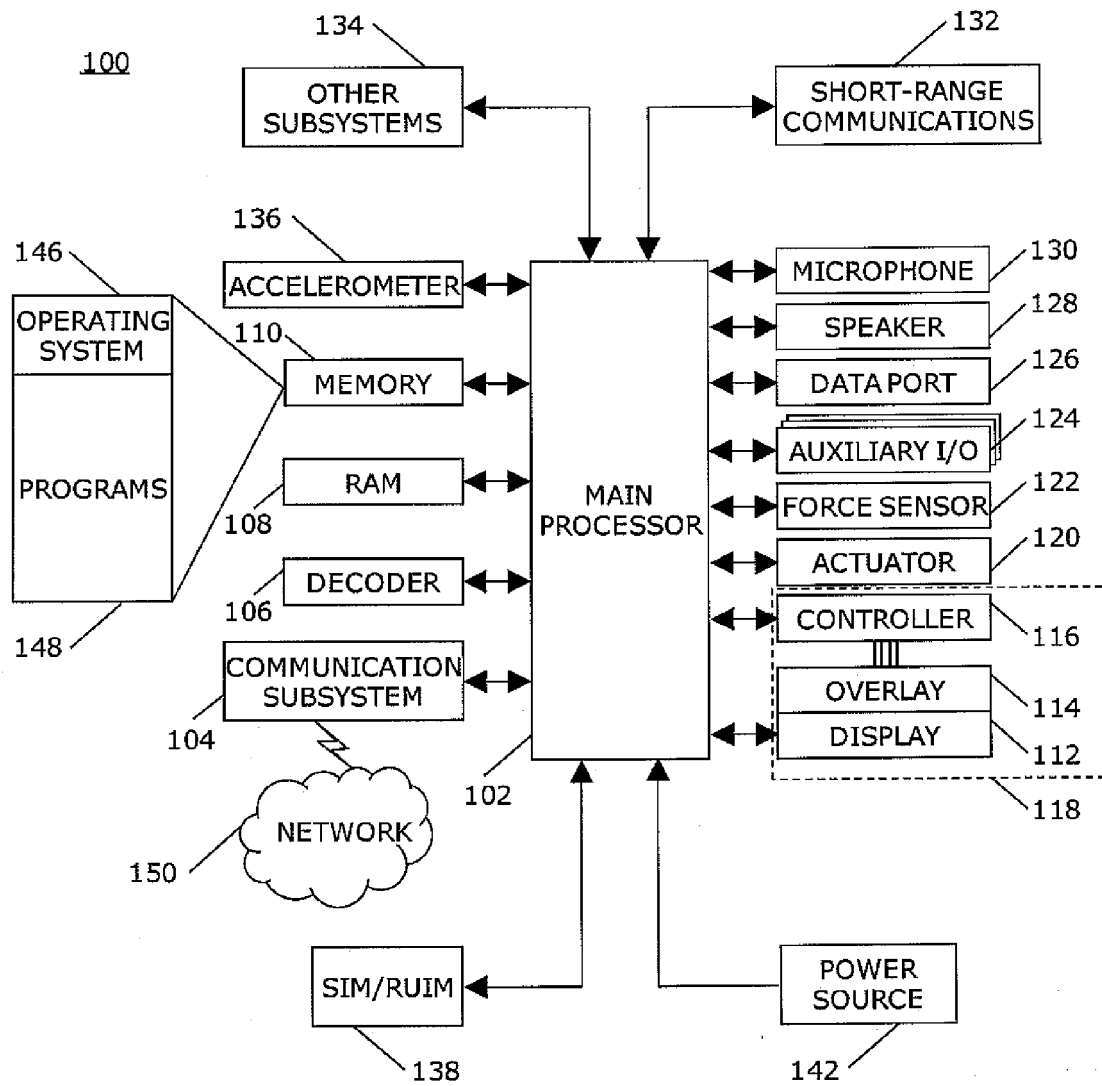 134
132
100
OTHER
SUBSYSTEMS
SHORT-RANGE
COMMUNICATIONS
136
146
ACCELEROMETER
MICROPHONE
130
OPERATING
SYSTEM
110
SPEAKER
128
MEMORY
DATA PORT
126
AUXILIARY I/O
124
PROGRAMS
RAM
108
MAIN
PROCESSOR
FORCE SENSOR
122
DECODER
106
ACTUATOR
120
148
CONTROLLER
116
COMMUNICATION
SUBSYSTEM
104
OVERLAY
114
DISPLAY
112
102
118
NETWORK
150
SIM/RUIM
138
POWER
SOURCE
142